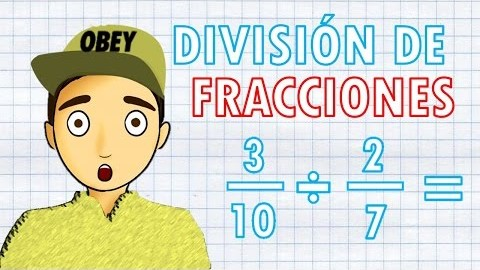 OBEY
DIVISIÓN DE
FRACCIONES
3/10 ÷ 2/7 =